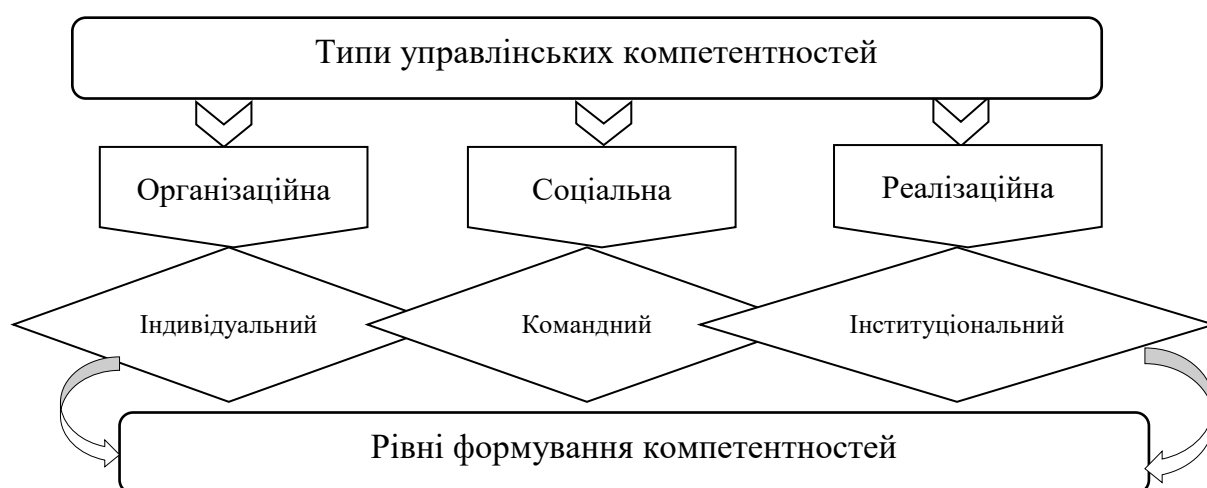 Типи управлінських компетентностей
Організаційна
Соціальна
Реалізаційна
Індивідуальний
Командний
Інституціональний
Рівні формування компетентностей